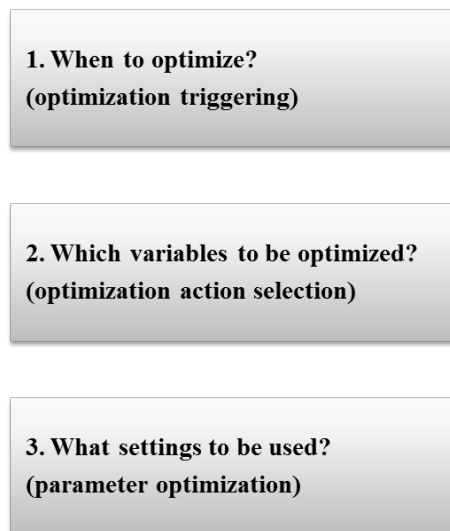 1. When to optimize?
(optimization triggering)
2. Which variables to be optimized?
(optimization action selection)
3. What settings to be used?
(parameter optimization)